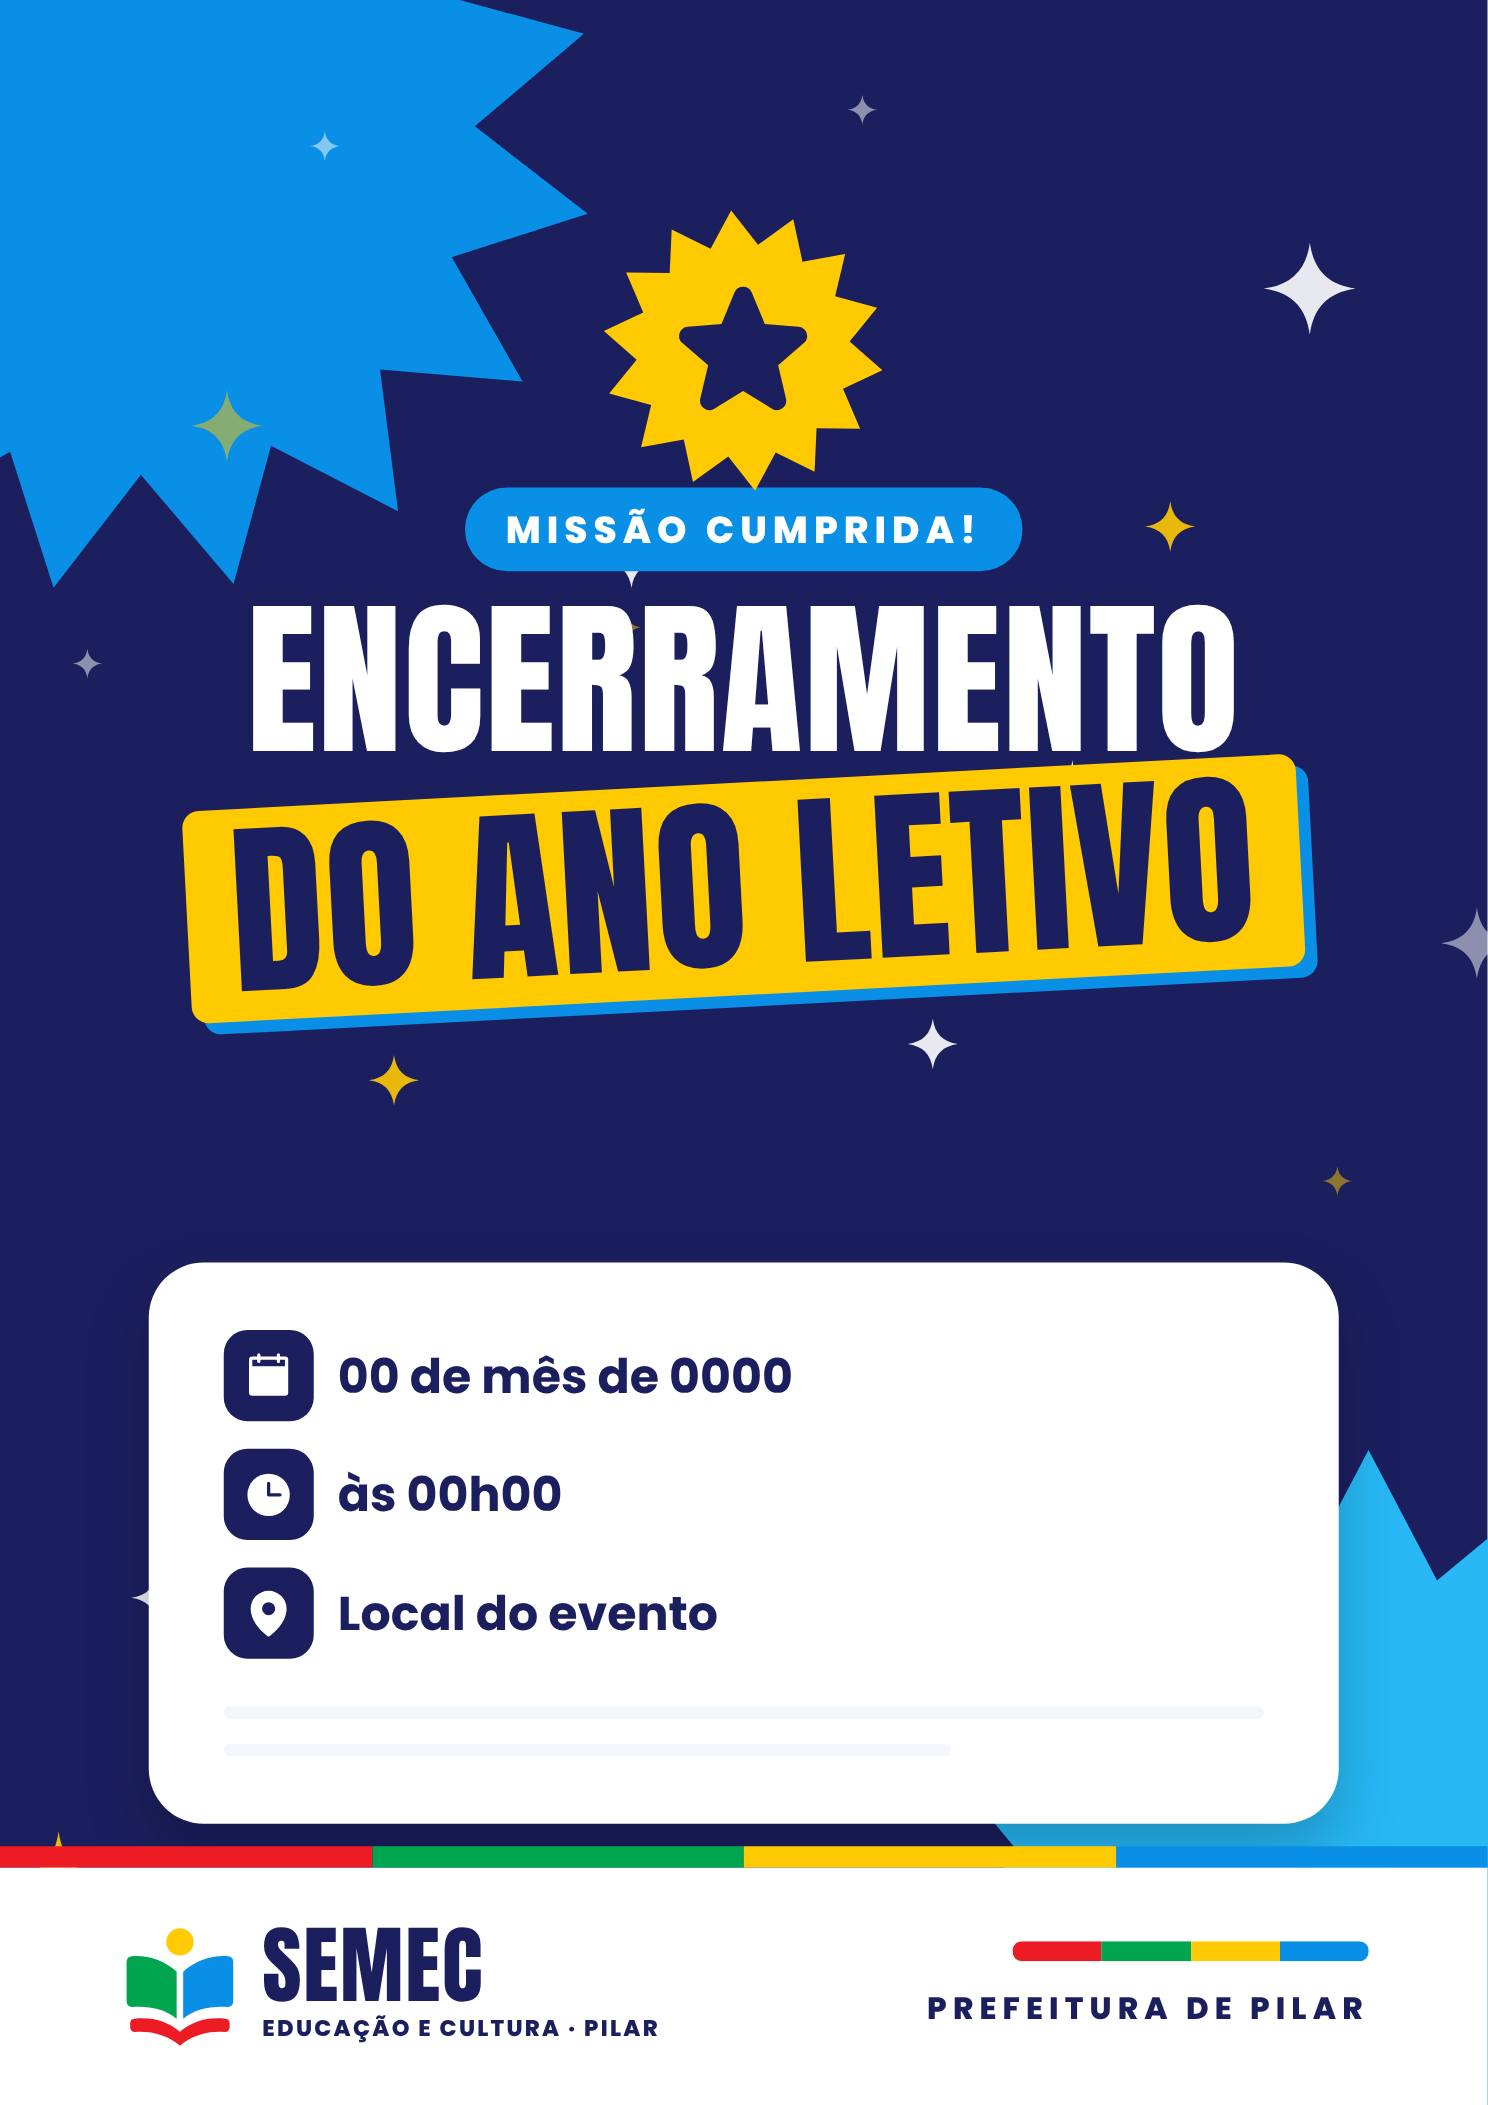 MISSÃO CUMPRIDA!
ENCERRAMENTO
DO ANO LETIVO
00 de mês de 0000
às 00h00
Local do evento
SEMEC
EDUCAÇÃO E CULTURA · PILAR
PREFEITURA DE PILAR